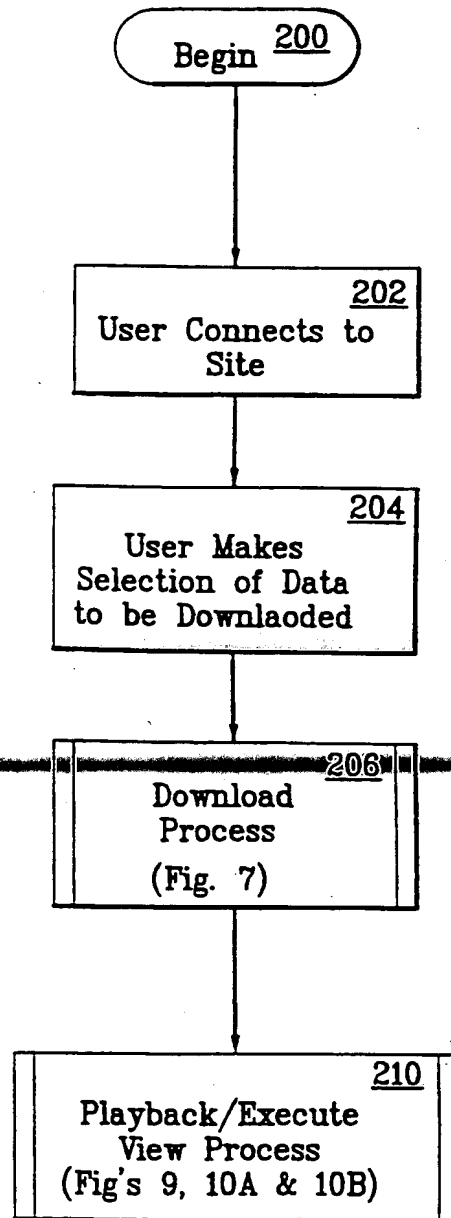 Begin 200
202
User Connects to
Site
204
User Makes
Selection of Data
to be Downlaoded
206
Download
Process
(Fig. 7)
210
Playback/Execute
View Process
(Fig's 9, 10A & 10B)